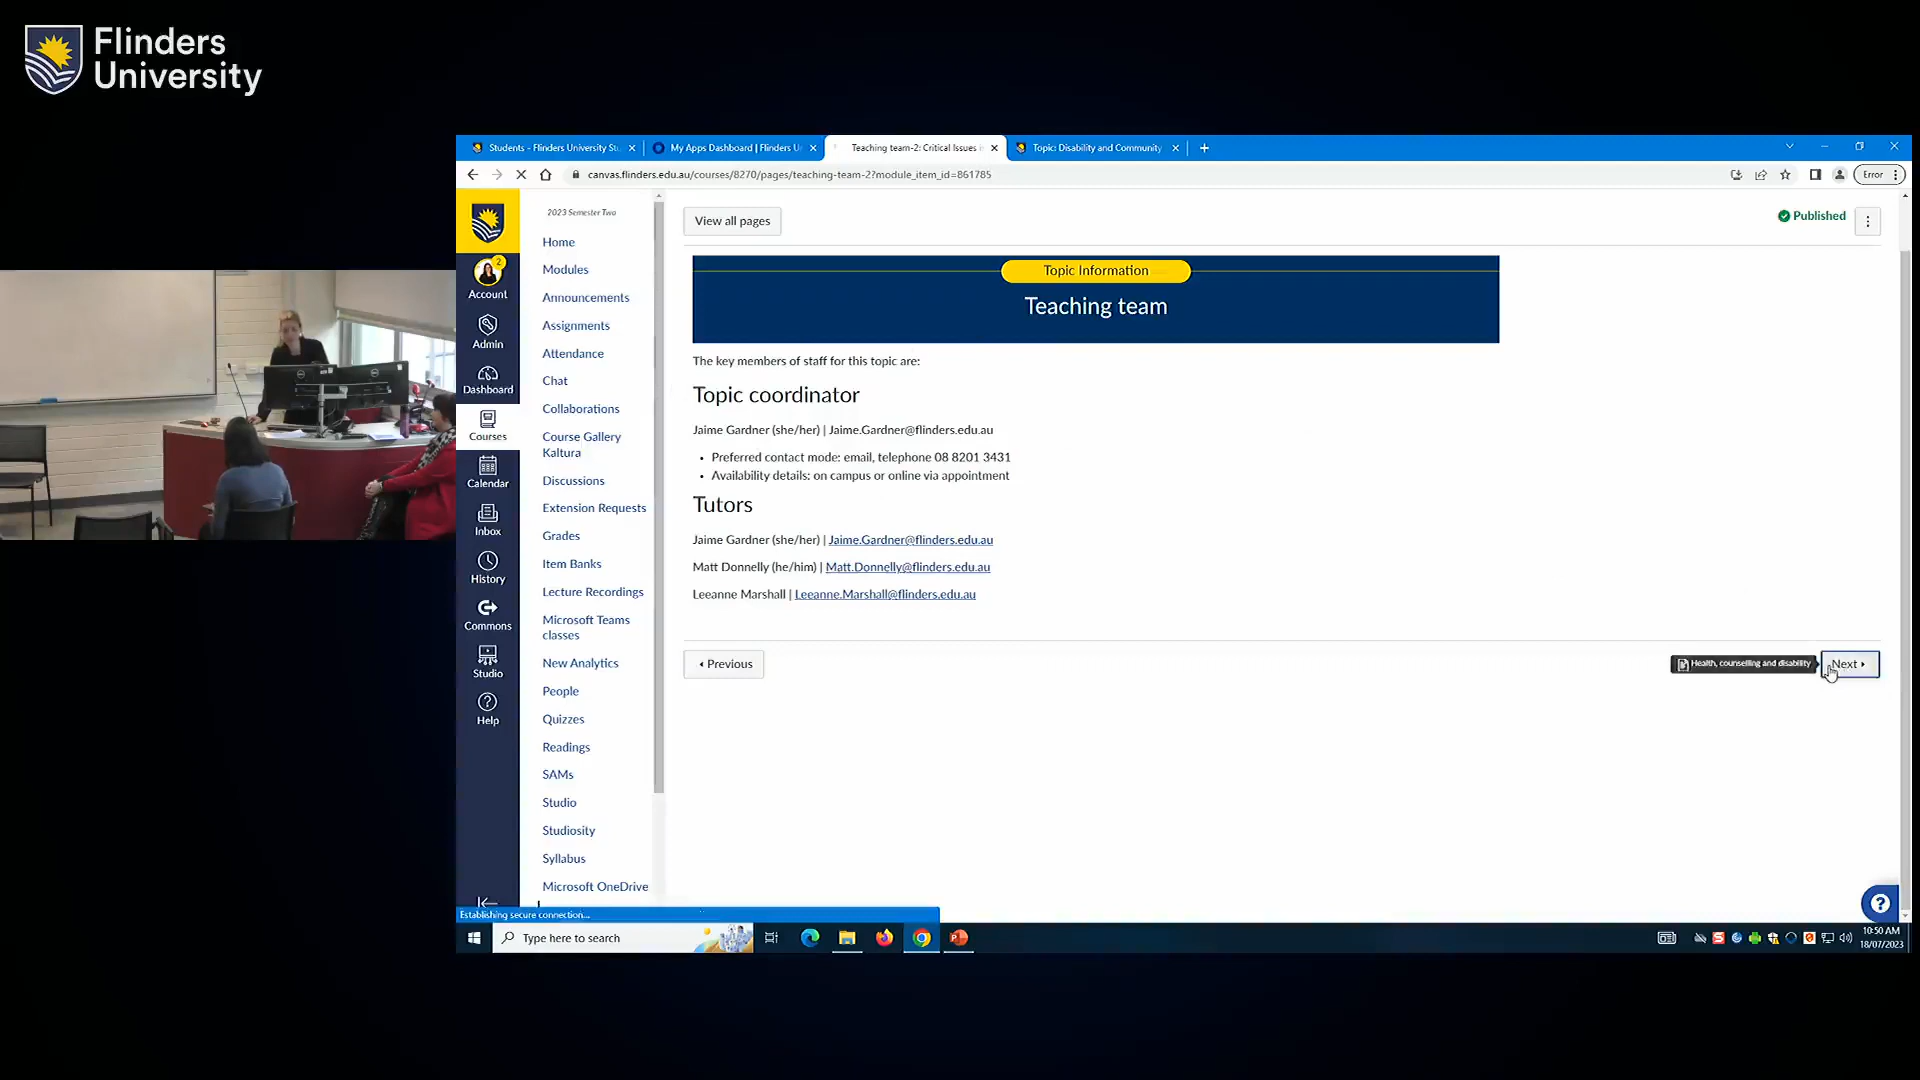 Flinders
University
Students - Flinders University Stu
My Apps Dashboard | Flinders U
Teaching team-2: Critical Issues i
Topic: Disability and Community
canvas.flinders.edu.au/courses/8270/pages/teaching-team-2?module_item_id=861785
Error
2023 Semester Two
2
Account
Admin
Dashboard
Courses
Calendar
Inbox
History
Commons
Studio
Help
Home
Modules
Announcements
Assignments
Attendance
Chat
Collaborations
Course Gallery
Kaltura
Discussions
Extension Requests
Grades
Item Banks
Lecture Recordings
Microsoft Teams
classes
New Analytics
People
Quizzes
Readings
SAMs
Studio
Studiosity
Syllabus
Microsoft OneDrive
View all pages
Published
Topic Information
Teaching team
The key members of staff for this topic are:
Topic coordinator
Jaime Gardner (she/her) | Jaime.Gardner@flinders.edu.au
• Preferred contact mode: email, telephone 08 8201 3431
• Availability details: on campus or online via appointment
Tutors
Jaime Gardner (she/her) | Jaime.Gardner@flinders.edu.au
Matt Donnelly (he/him) | Matt.Donnelly@flinders.edu.au
Leeanne Marshall | Leeanne.Marshall@flinders.edu.au
Previous
Health, counselling and disability
Next
Establishing secure connection...
Type here to search
10:50 AM
18/07/2023